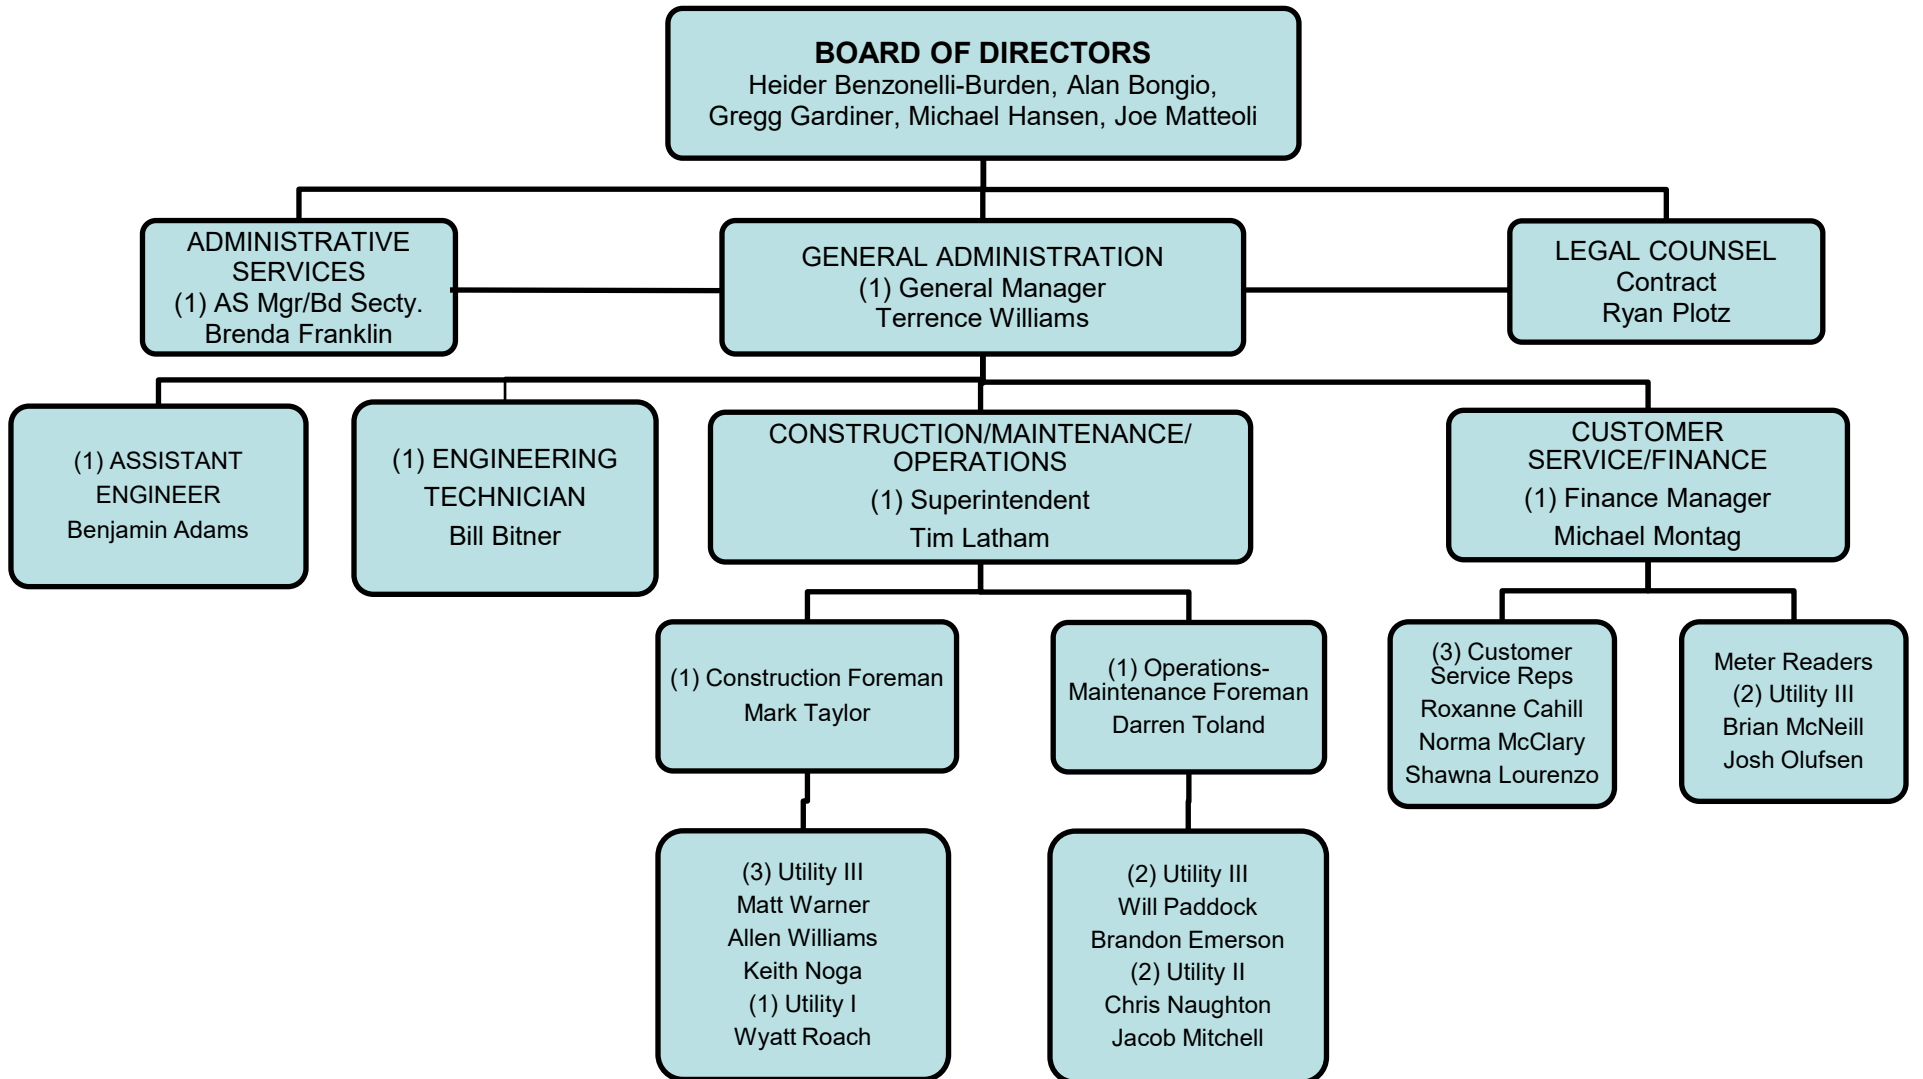 BOARD OF DIRECTORS
Heider Benzonelli-Burden, Alan Bongio,
Gregg Gardiner, Michael Hansen, Joe Matteoli
ADMINISTRATIVE
SERVICES
(1) AS Mgr/Bd Secty.
Brenda Franklin
GENERAL ADMINISTRATION
(1) General Manager
Terrence Williams
LEGAL COUNSEL
Contract
Ryan Plotz
(1) ASSISTANT
ENGINEER
Benjamin Adams
(1) ENGINEERING
TECHNICIAN
Bill Bitner
CONSTRUCTION/MAINTENANCE/
OPERATIONS
(1) Superintendent
Tim Latham
CUSTOMER
SERVICE/FINANCE
(1) Finance Manager
Michael Montag
(1) Construction Foreman
Mark Taylor
(1) Operations-
Maintenance Foreman
Darren Toland
(3) Customer
Service Reps
Roxanne Cahill
Norma McClary
Shawna Lourenzo
Meter Readers
(2) Utility III
Brian McNeill
Josh Olufsen
(3) Utility III
Matt Warner
Allen Williams
Keith Noga
(1) Utility I
Wyatt Roach
(2) Utility III
Will Paddock
Brandon Emerson
(2) Utility II
Chris Naughton
Jacob Mitchell